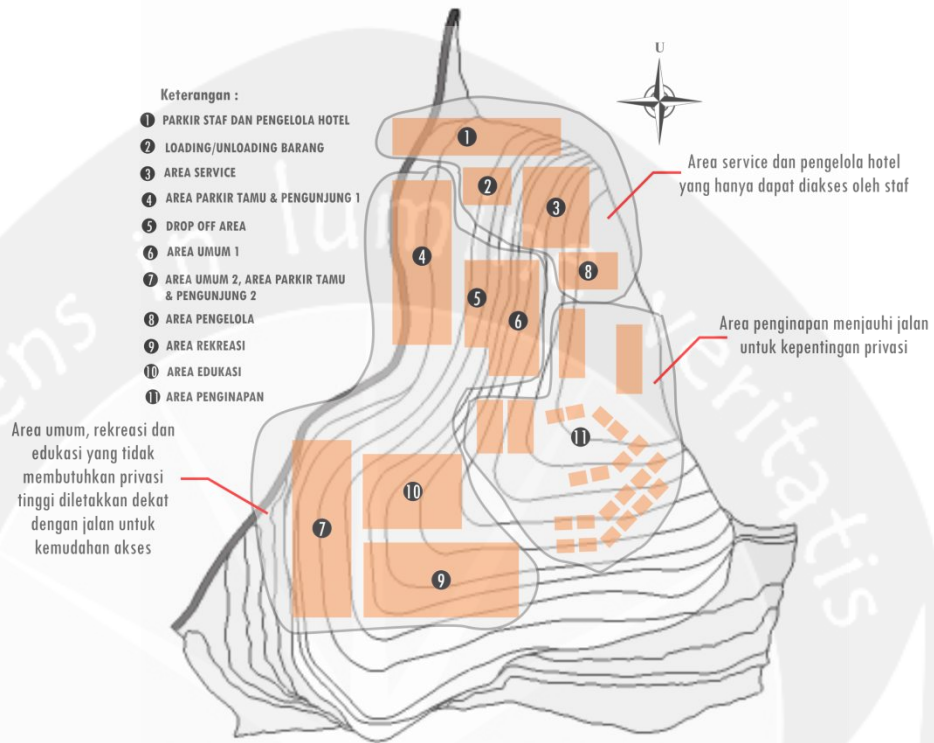 U
Keterangan :
1 PARKIR STAF DAN PENGELOLA HOTEL
2 LOADING/UNLOADING BARANG
3 AREA SERVICE
4 AREA PARKIR TAMU & PENGUNJUNG 1
5 DROP OFF AREA
6 AREA UMUM 1
7 AREA UMUM 2, AREA PARKIR TAMU
& PENGUNJUNG 2
8 AREA PENGELOLA
9 AREA REKREASI
10 AREA EDUKASI
11 AREA PENGINAPAN
Area service dan pengelola hotel
yang hanya dapat diakses oleh staf
Area penginapan menjauhi jalan
untuk kepentingan privasi
Area umum, rekreasi dan
edukasi yang tidak
membutuhkan privasi
tinggi diletakkan dekat
dengan jalan untuk
kemudahan akses
1
2
3
4
8
5
6
11
10
7
9
ens in lumine veritatis